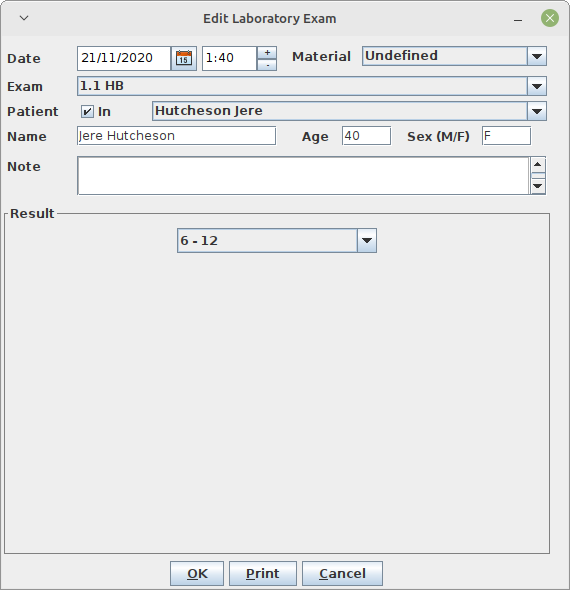 Edit Laboratory Exam
Date 21/11/2020 15 1:40 + - Material Undefined
Exam 1.1 HB
Patient In Hutcheson Jere
Name Jere Hutcheson Age 40 Sex (M/F) F
Note
Result
6 - 12
OK Print Cancel